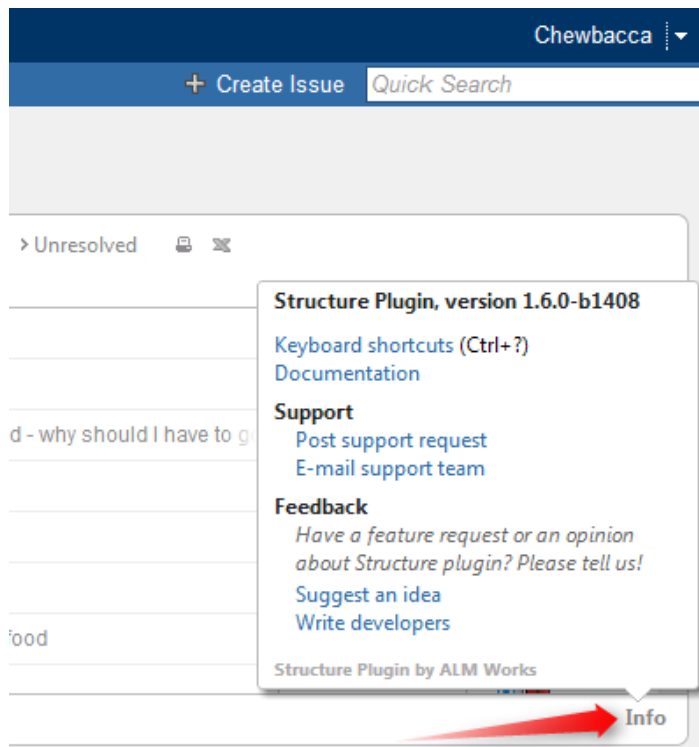 Chewbacca
+ Create Issue Quick Search
> Unresolved
Structure Plugin, version 1.6.0-b1408
Keyboard shortcuts (Ctrl+?)
Documentation
Support
d - why should I have to
Post support request
E-mail support team
Feedback
Have a feature request or an opinion
about Structure plugin? Please tell us!
Suggest an idea
Write developers
food
Structure Plugin by ALM Works
Info